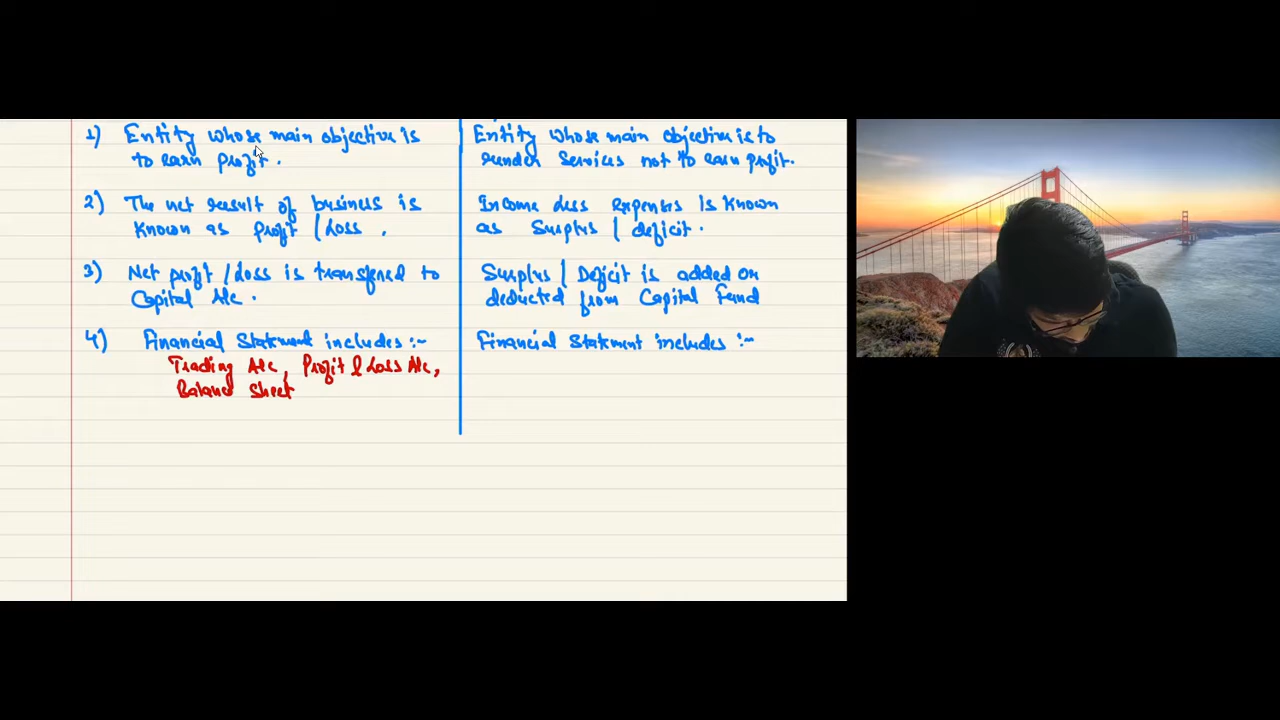 1) Entity whose main objective is
to earn profit.
2) The net result of business is
known as profit / Loss .
3) Net profit / Loss is transfered to
Capital A/c .
4) Financial Statement includes :-
Trading A/c, Profit & Loss A/c,
Balance Sheet
Entity whose main objective is to
render services not to earn profit.
Income less Expenses is known
as Surplus | deficit .
Surplus | Deficit is added or
deducted from Capital Fund
Financial Statement includes :-